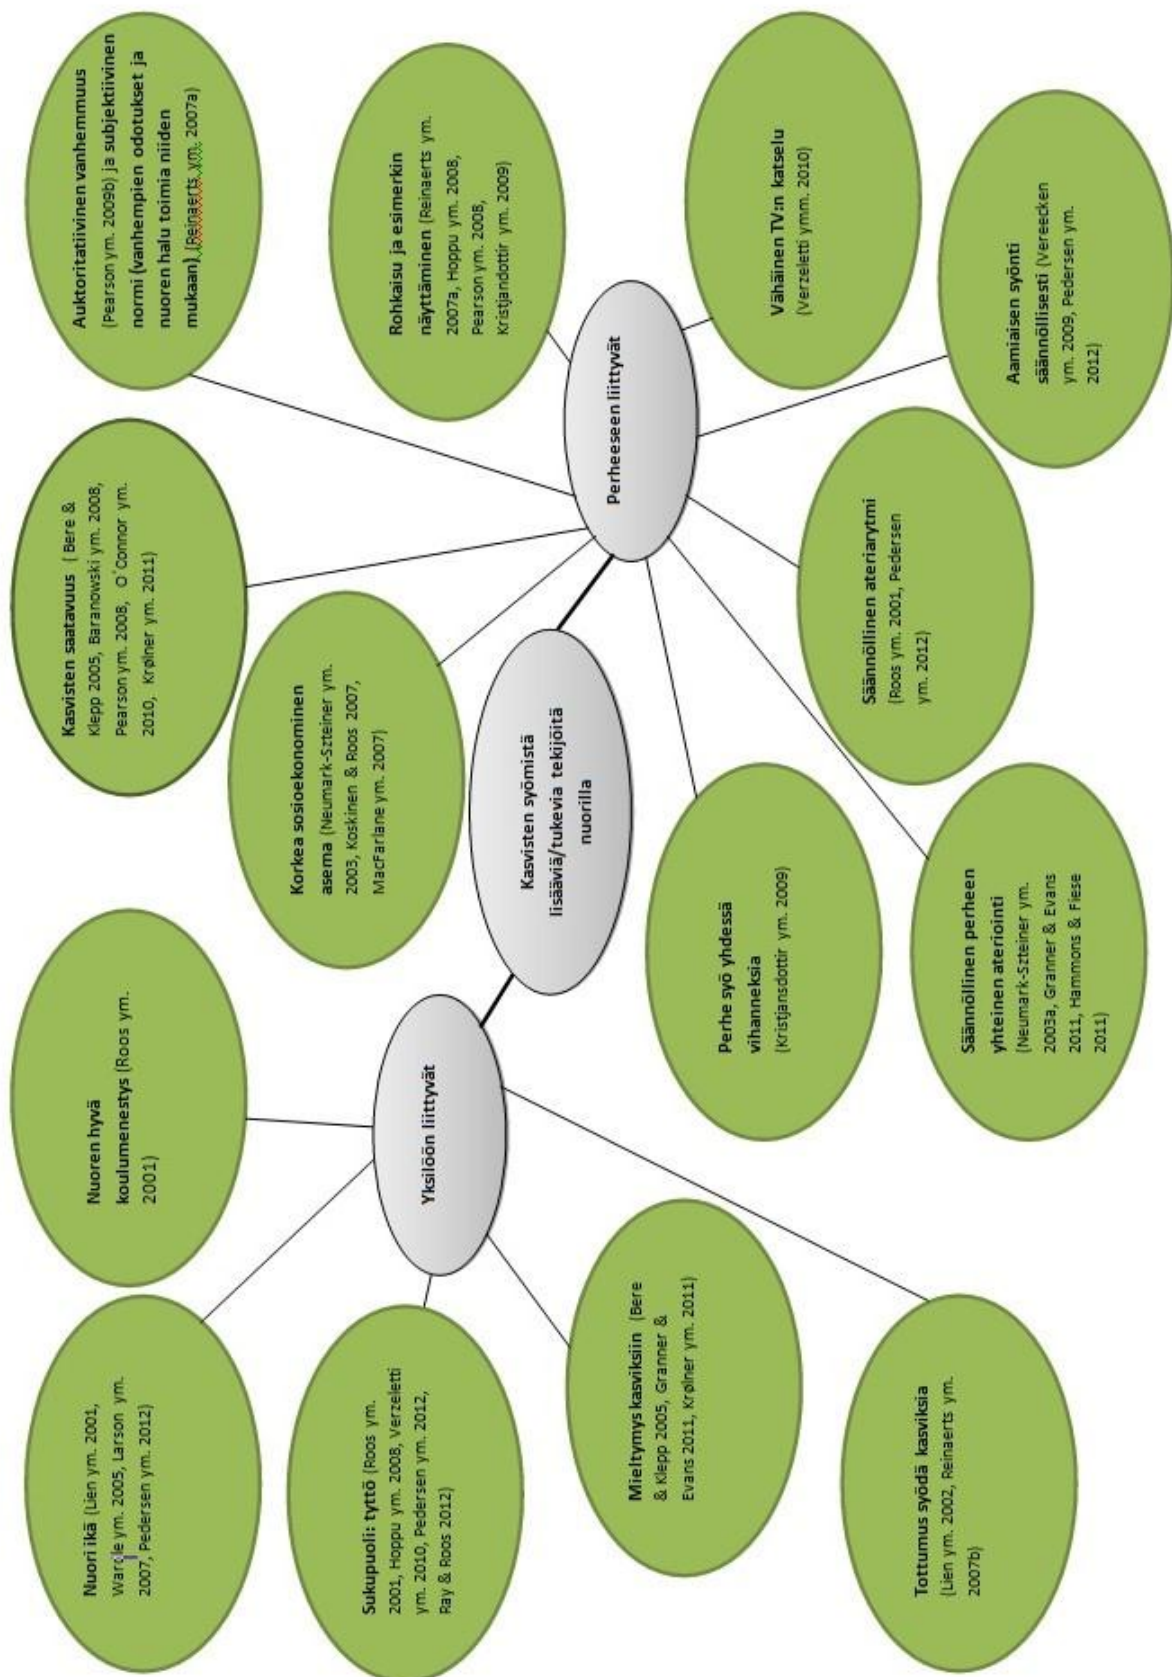 Nuori ikä (Lien ym. 2001,
Wardle ym. 2005, Larson ym.
2007, Pedersen ym. 2012)
Nuoren hyvä
koulumenestys (Roos ym.
2001)
Kasvisten saatavuus ( Bere &
Klepp 2005, Baranowski ym. 2008,
Pearson ym. 2008, O´Connor ym.
2010, Krølner ym. 2011)
Auktoritatiivinen vanhemmuus
(Pearson ym. 2009b) ja subjektiivinen
normi (vanhempien odotukset ja
nuoren halu toimia niiden
mukaan) (Reinaerts ym. 2007a)
Sukupuoli: tyttö (Roos ym.
2001, Hoppu ym. 2008, Verzeletti
ym. 2010, Pedersen ym. 2012,
Ray & Roos 2012)
Korkea sosioekonominen
asema (Neumark-Szteiner ym.
2003, Koskinen & Roos 2007,
MacFarlane ym. 2007)
Rohkaisu ja esimerkin
näyttäminen (Reinaerts ym.
2007a, Hoppu ym. 2008,
Pearson ym. 2008,
Kristjandottir ym. 2009)
Yksilöön liittyvät
Kasvisten syömistä
lisääviä/tukevia tekijöitä
nuorilla
Perheeseen liittyvät
Mieltymys kasviksiin (Bere
& Klepp 2005, Granner &
Evans 2011, Krølner ym. 2011)
Perhe syö yhdessä
vihanneksia
(Kristjansdottir ym. 2009)
Vähäinen TV:n katselu
(Verzeletti ymm. 2010)
Tottumus syödä kasviksia
(Lien ym. 2002, Reinaerts ym.
2007b)
Säännöllinen perheen
yhteinen ateriointi
(Neumark-Szteiner ym.
2003a, Granner & Evans
2011, Hammons & Fiese
2011)
Säännöllinen ateriarytmi
(Roos ym. 2001, Pedersen
ym. 2012)
Aamiaisen syönti
säännöllisesti (Vereecken
ym. 2009, Pedersen ym.
2012)